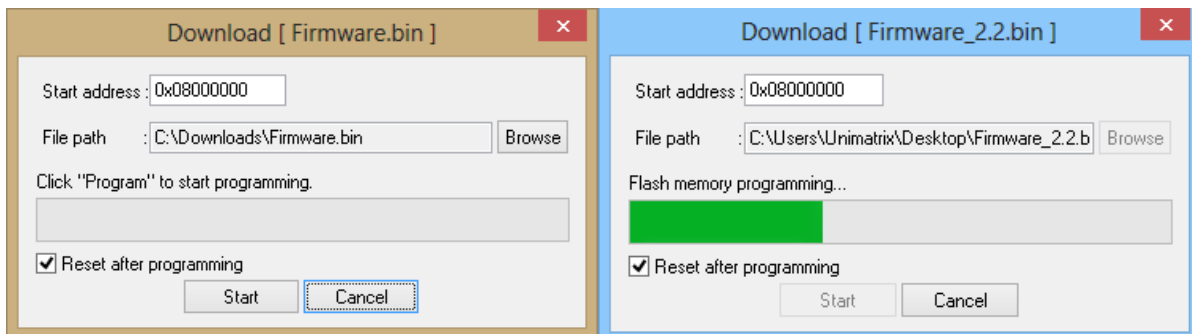 Download [ Firmware.bin ]
Start address : 0x08000000
File path : C:\Downloads\Firmware.bin Browse
Click "Program" to start programming.
Reset after programming
Start Cancel
Download [ Firmware_2.2.bin ]
Start address : 0x08000000
File path : C:\Users\Unimatrix\Desktop\Firmware_2.2.b Browse
Flash memory programming...
Reset after programming
Start Cancel